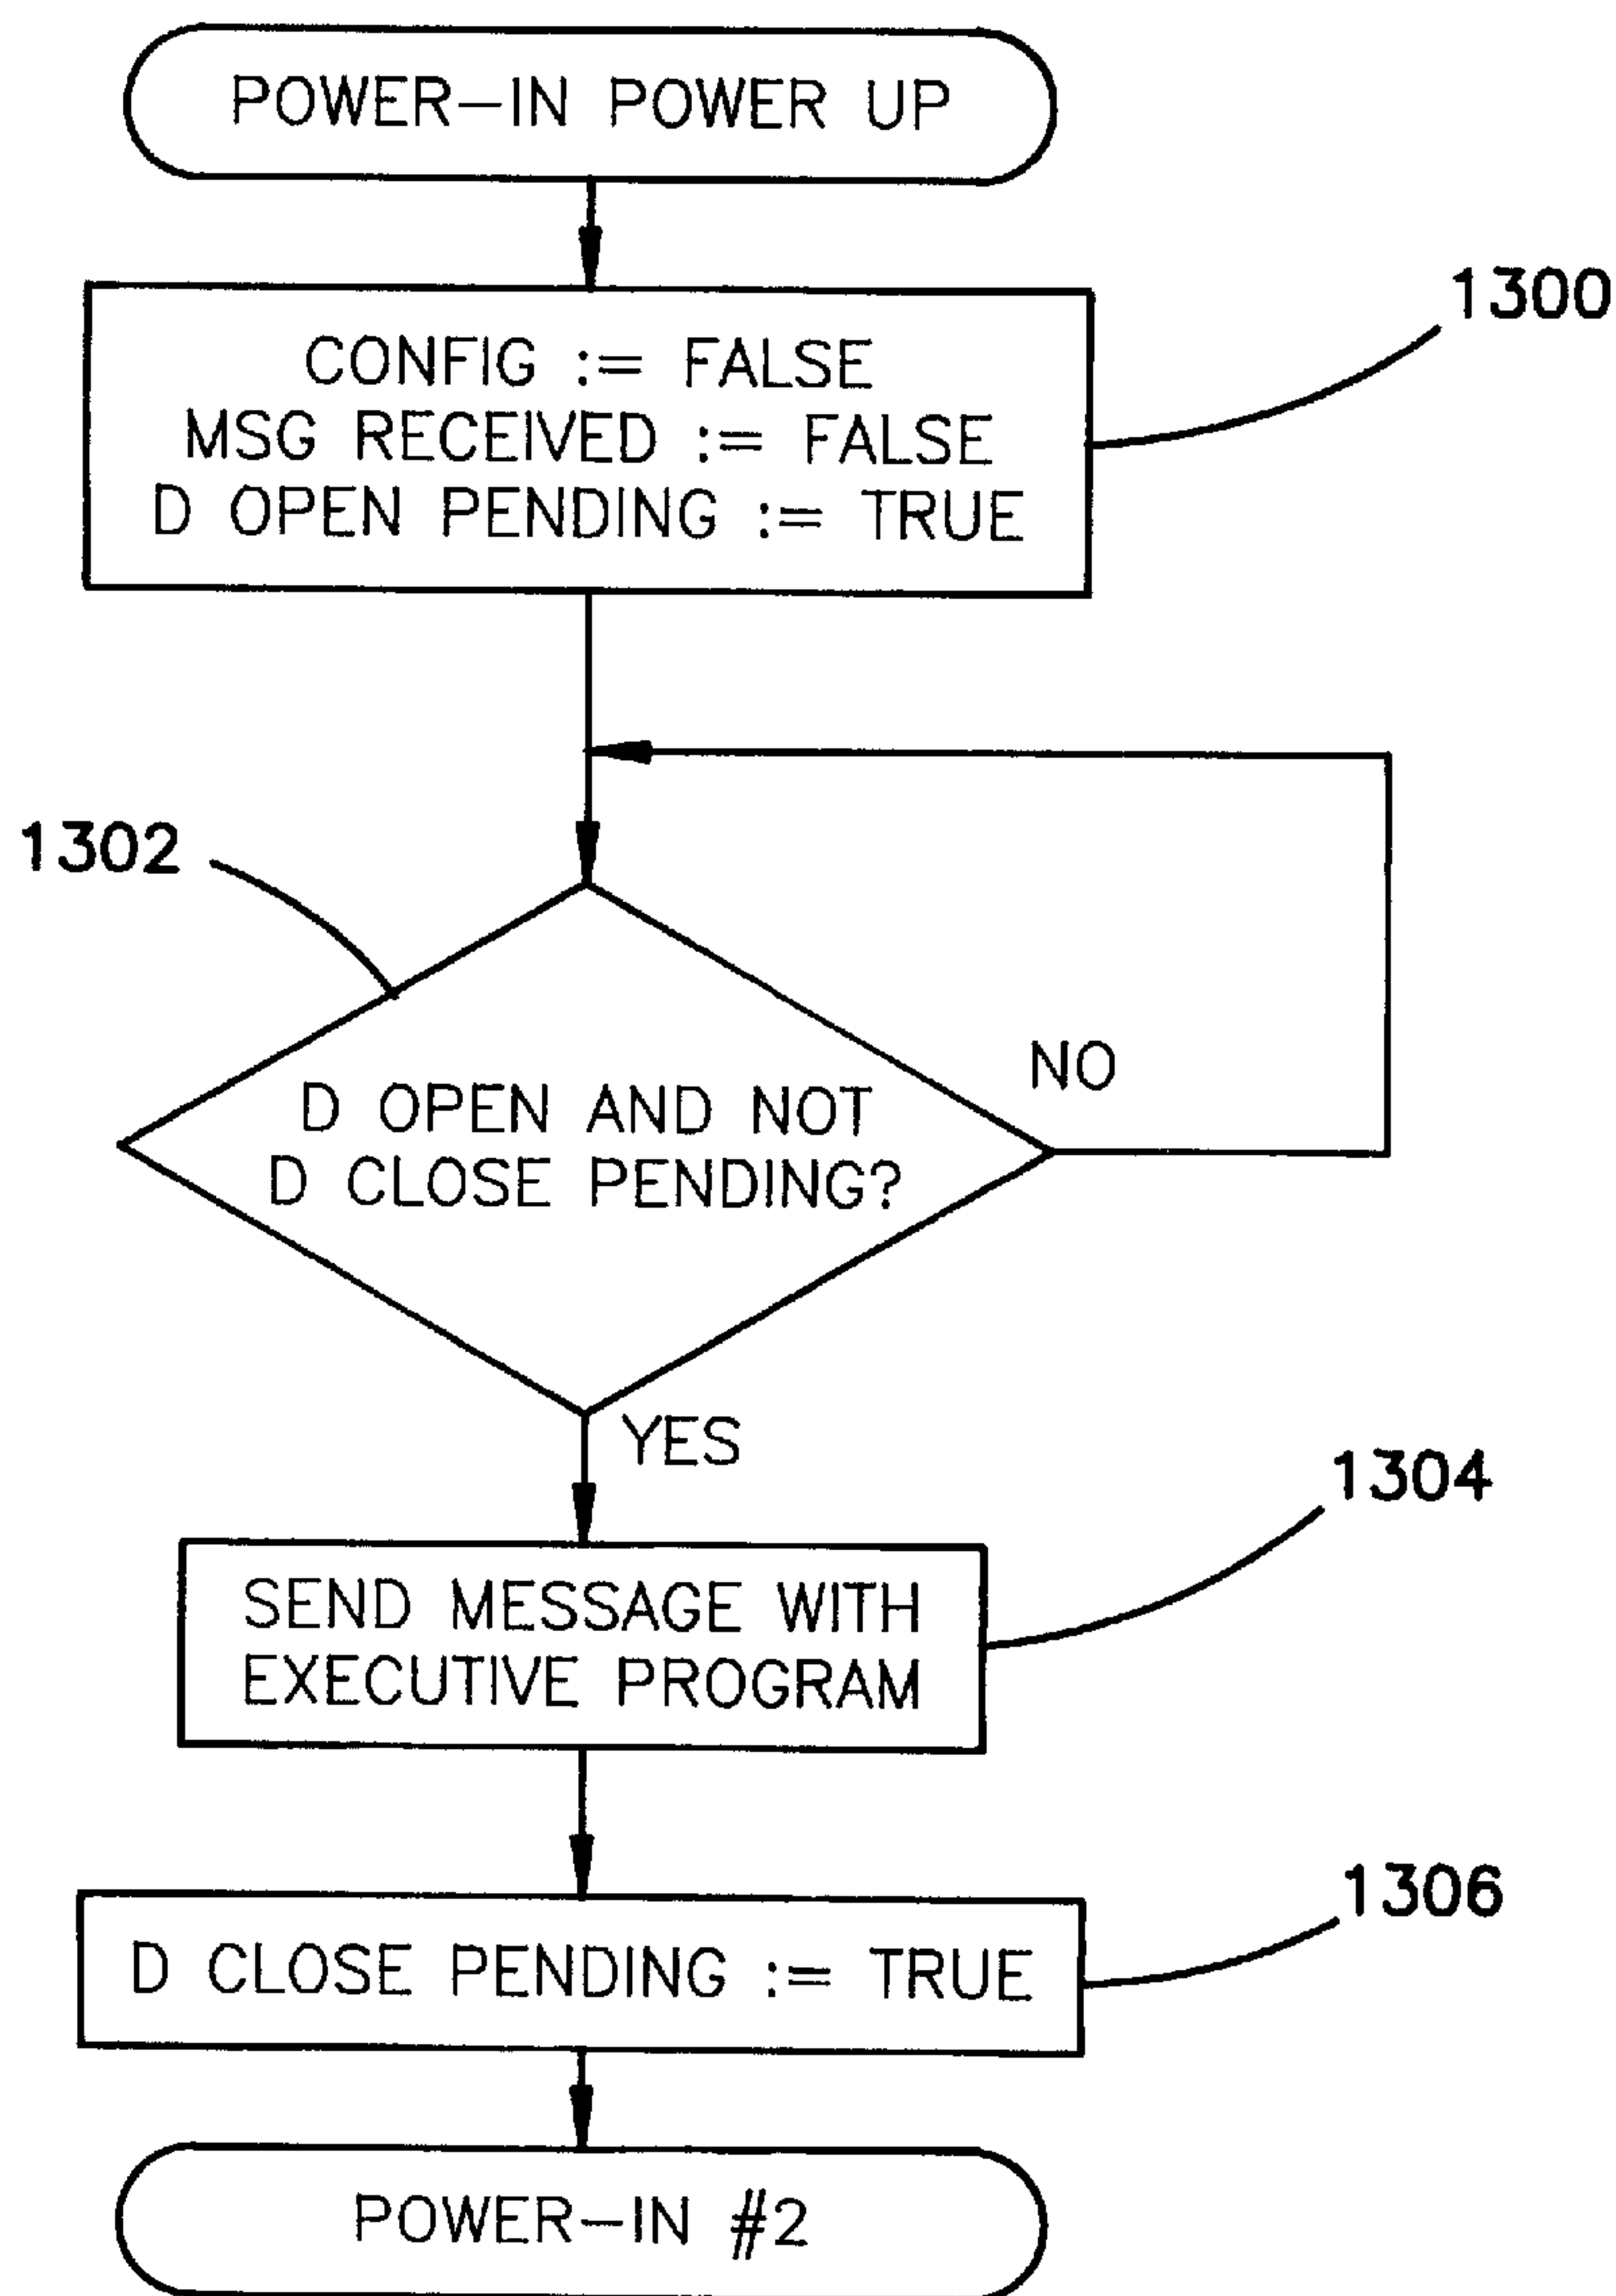 POWER-IN POWER UP
1300
CONFIG := FALSE
MSG RECEIVED := FALSE
D OPEN PENDING := TRUE
1302
D OPEN AND NOT
D CLOSE PENDING?
NO
YES
1304
SEND MESSAGE WITH
EXECUTIVE PROGRAM
1306
D CLOSE PENDING := TRUE
POWER-IN #2